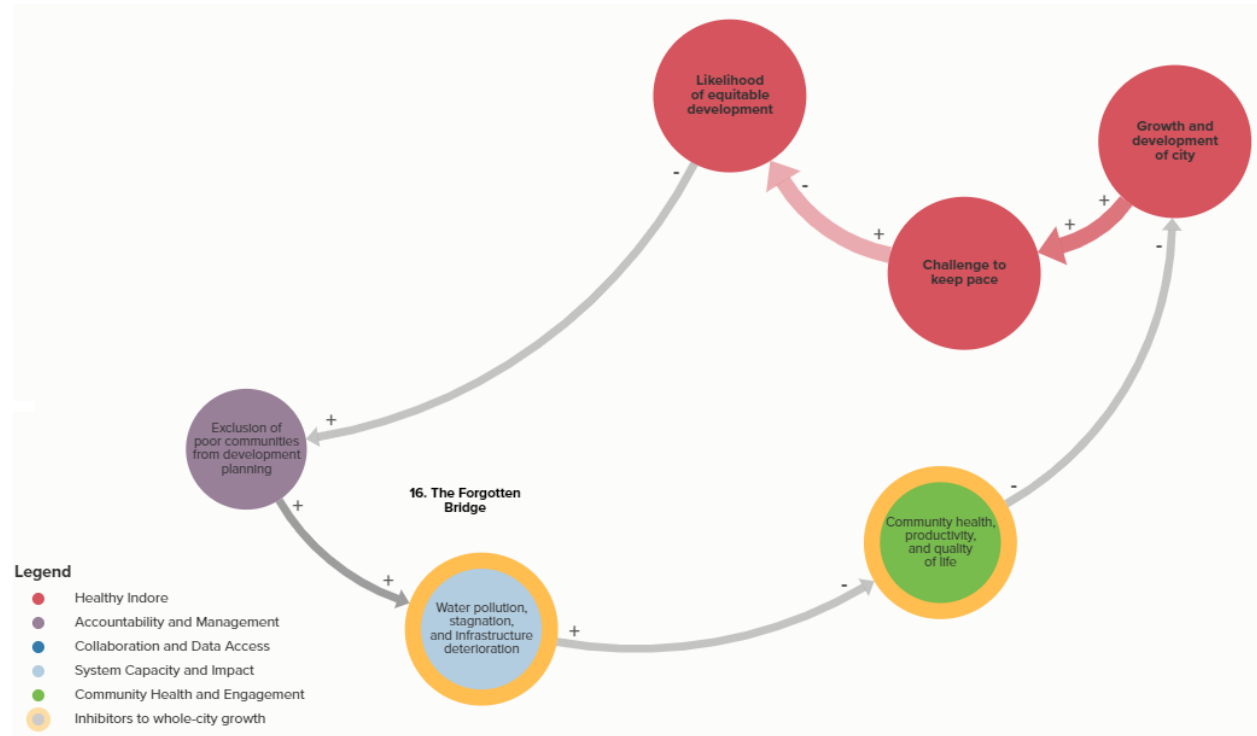 Likelihood
of equitable
development
Growth and
development
of city
-
-
+
+
+
Challenge to
keep pace
-
+
Exclusion of
poor communities
from development
planning
+
16. The Forgotten
Bridge
-
Community health,
productivity,
and quality
of life
+
-
Water pollution,
stagnation,
and infrastructure
deterioration
+
Legend
Healthy Indore
Accountability and Management
Collaboration and Data Access
System Capacity and Impact
Community Health and Engagement
Inhibitors to whole-city growth